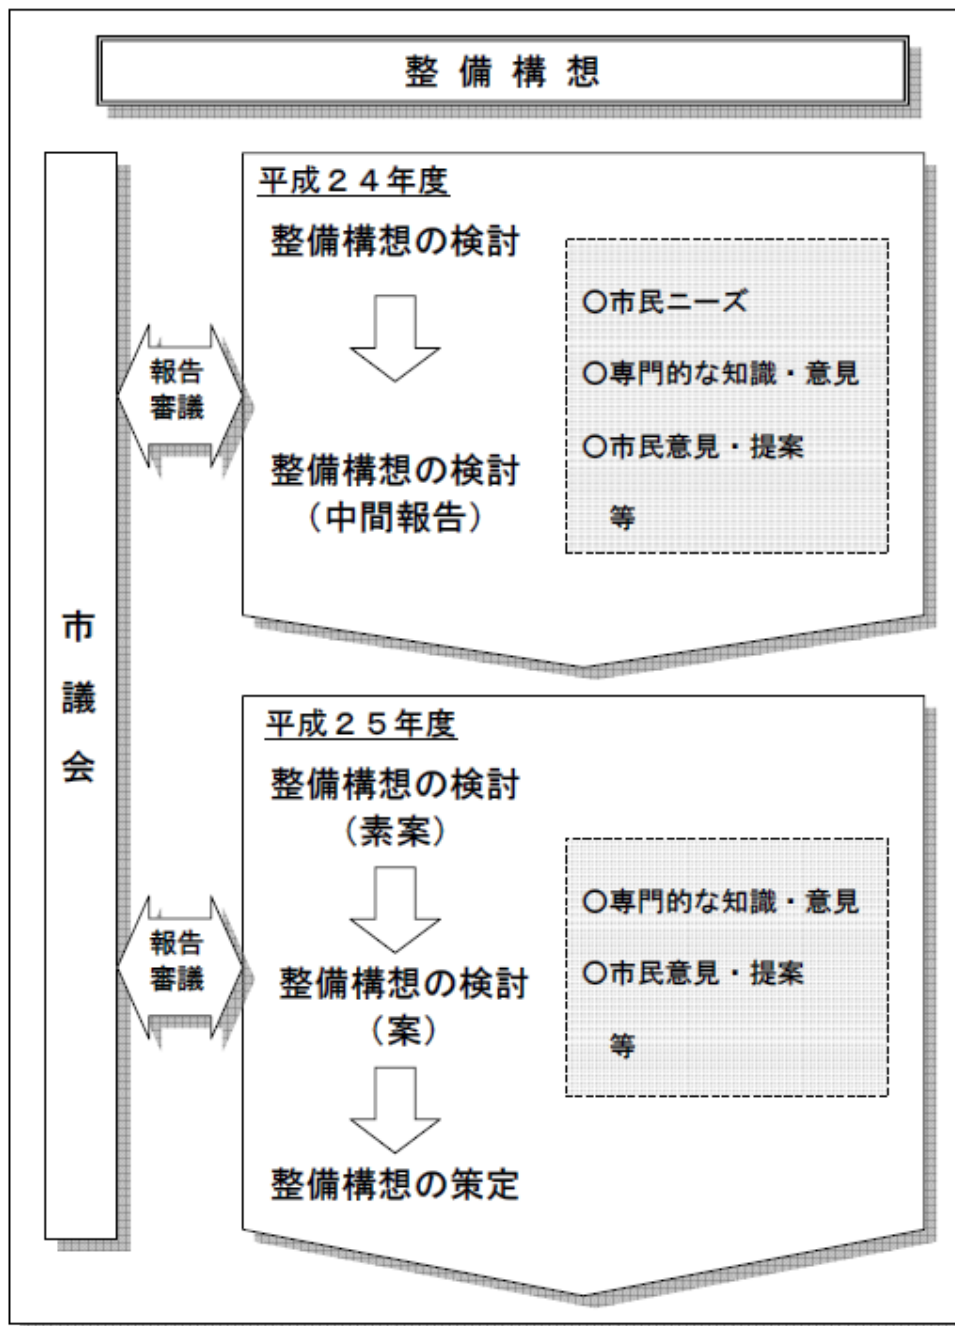 整備構想
市議会
報告
審議
平成２４年度
整備構想の検討
整備構想の検討
（中間報告）
○市民ニーズ
○専門的な知識・意見
○市民意見・提案
等
報告
審議
平成２５年度
整備構想の検討
（素案）
整備構想の検討
（案）
整備構想の策定
○専門的な知識・意見
○市民意見・提案
等